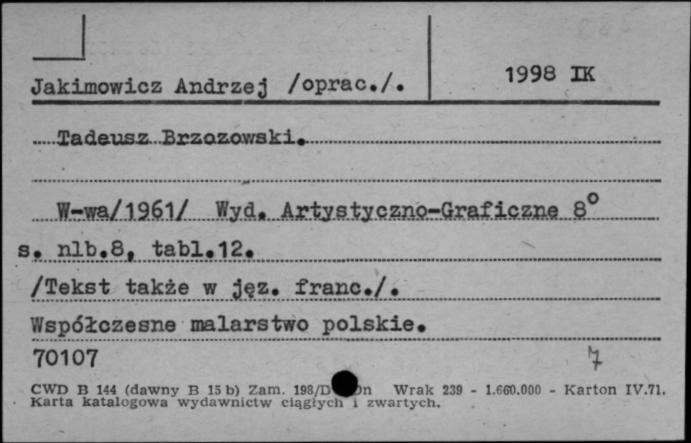 Jakimowicz Andrzej /oprac./.
1998 IK
Tadeusz Brzozowski.
W-wa/1961/ Wyd. Artystyczno-Graficzne 8°
s. nlb.8, tabl.12.
/Tekst także w jęz. franc./.
Współczesne malarstwo polskie.
70107
7
CWD B 144 (dawny B 15 b) Zam. 198/D Wrak 239 - 1.660.000 - Karton IV.71.
Karta katalogowa wydawnictw ciągłych i zwartych.